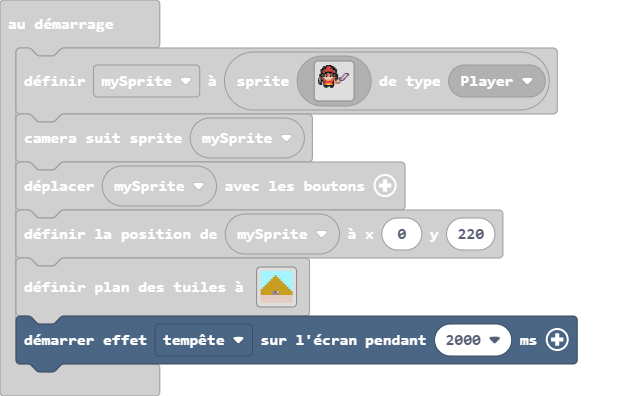 au démarrage
définir mySprite à sprite de type Player
camera suit sprite mySprite
déplacer mySprite avec les boutons
définir la position de mySprite à x 0 y 220
définir plan des tuiles à
démarrer effet tempête sur l'écran pendant 2000 ms